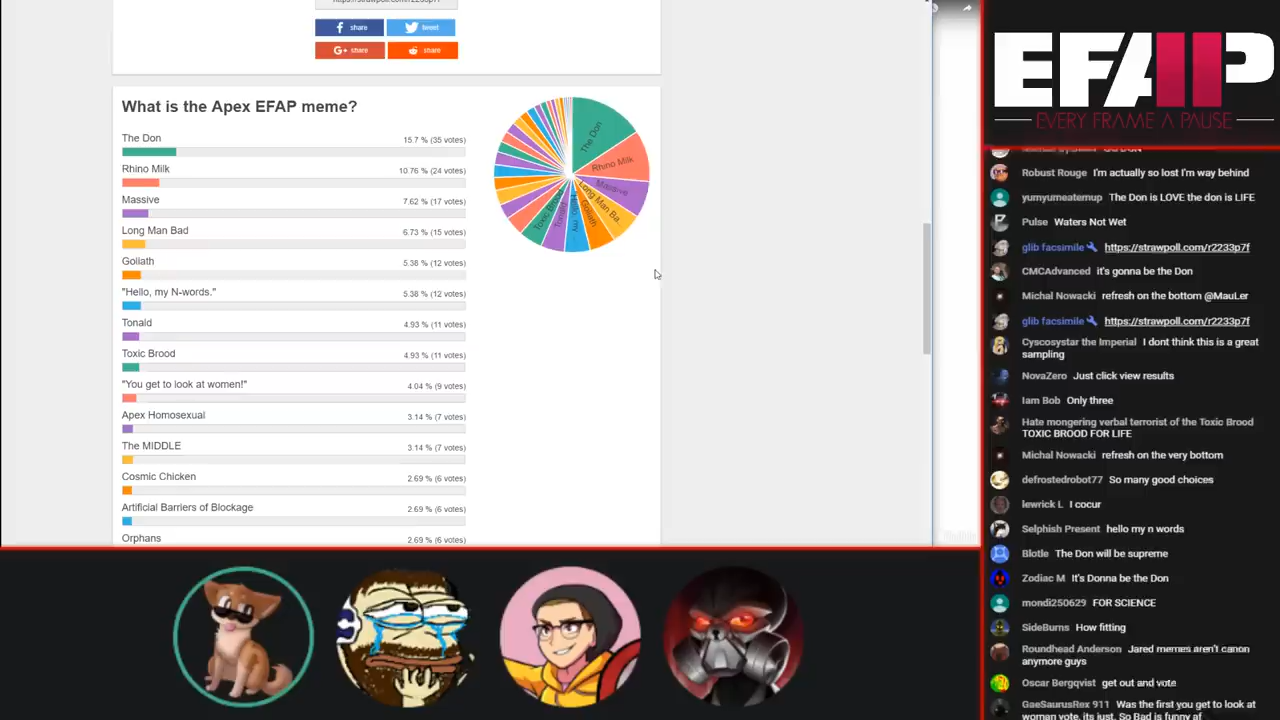 share
tweet
share
share
What is the Apex EFAP meme?
The Don 15.7 % (35 votes)
Rhino Milk 10.76 % (24 votes)
Massive 7.62 % (17 votes)
Long Man Bad 6.73 % (15 votes)
Goliath 5.38 % (12 votes)
"Hello, my N-words." 5.38 % (12 votes)
Tonald 4.93 % (11 votes)
Toxic Brood 4.93 % (11 votes)
"You get to look at women!" 4.04 % (9 votes)
Apex Homosexual 3.14 % (7 votes)
The MIDDLE 3.14 % (7 votes)
Cosmic Chicken 2.69 % (6 votes)
Artificial Barriers of Blockage 2.69 % (6 votes)
Orphans 2.69 % (6 votes)
The Don
Rhino Milk
Massive
Long Man Ba..
Goliath
Tonald
Toxic Brood
EFAP
EVERY FRAME A PAUSE
Robust Rouge I'm actually so lost I'm way behind
yumyumeatemup The Don is LOVE the don is LIFE
Pulse Waters Not Wet
glib facsimile https://strawpoll.com/r2233p7f
CMCAdvanced it's gonna be the Don
Michal Nowacki refresh on the bottom @MauLer
glib facsimile https://strawpoll.com/r2233p7f
Cyscosystar the Imperial I dont think this is a great
sampling
NovaZero Just click view results
Iam Bob Only three
Hate mongering verbal terrorist of the Toxic Brood
TOXIC BROOD FOR LIFE
Michal Nowacki refresh on the very bottom
defrostedrobot77 So many good choices
lewrick L I cocur
Selphish Present hello my n words
Blotle The Don will be supreme
Zodiac M It's Donna be the Don
mondi250629 FOR SCIENCE
SideBurns How fitting
Roundhead Anderson Jared memes aren't canon
anymore guys
Oscar Bergqvist get out and vote
GaeSaurusRex 911 Was the first you get to look at
woman vote, its just. So Bad is funny af